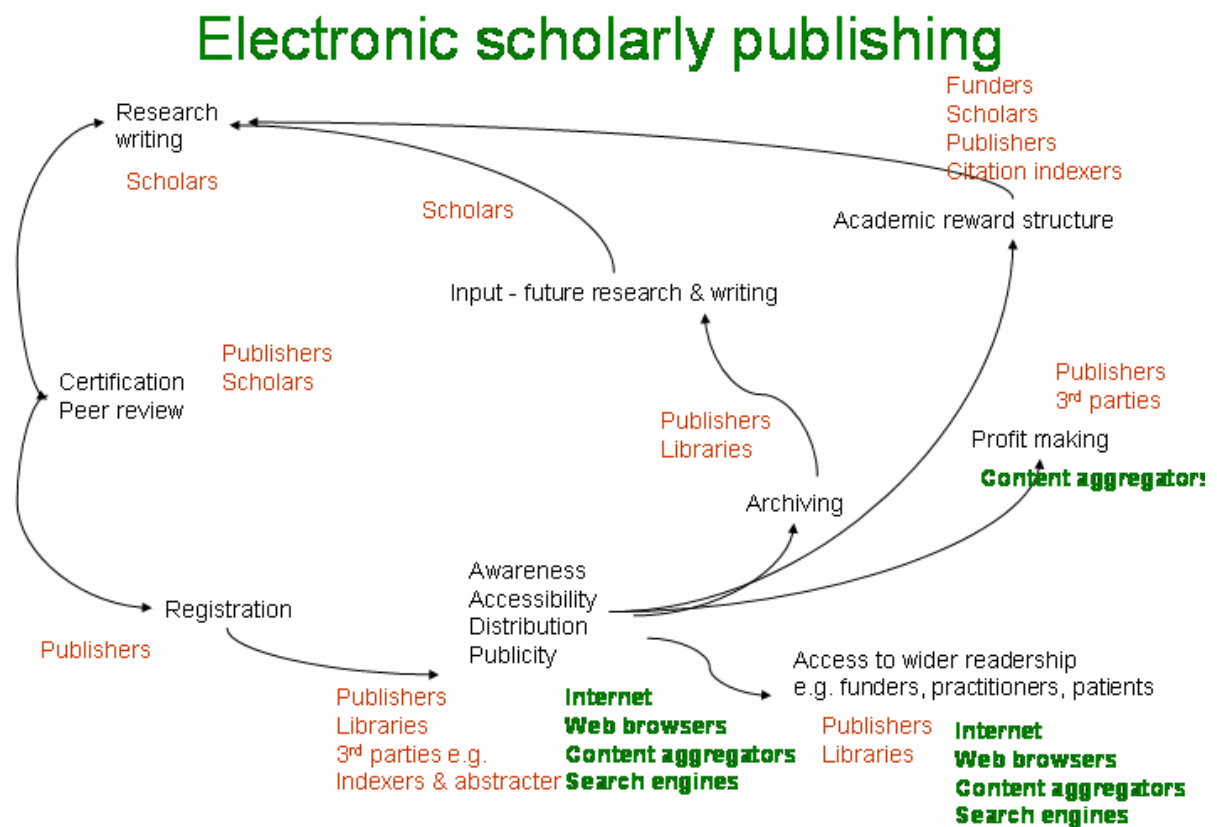 Electronic scholarly publishing
Funders
Scholars
Publishers
Citation indexers
Research
writing
Scholars
Scholars
Academic reward structure
Input - future research & writing
Publishers
Scholars
Certification
Peer review
Publishers
3rd parties
Profit making
Content aggregators
Publishers
Libraries
Archiving
Awareness
Accessibility
Distribution
Publicity
Registration
Publishers
Access to wider readership
e.g. funders, practitioners, patients
Publishers
Libraries
3rd parties e.g.
Indexers & abstracter
Internet
Web browsers
Content aggregators
Search engines
Publishers
Libraries
Internet
Web browsers
Content aggregators
Search engines